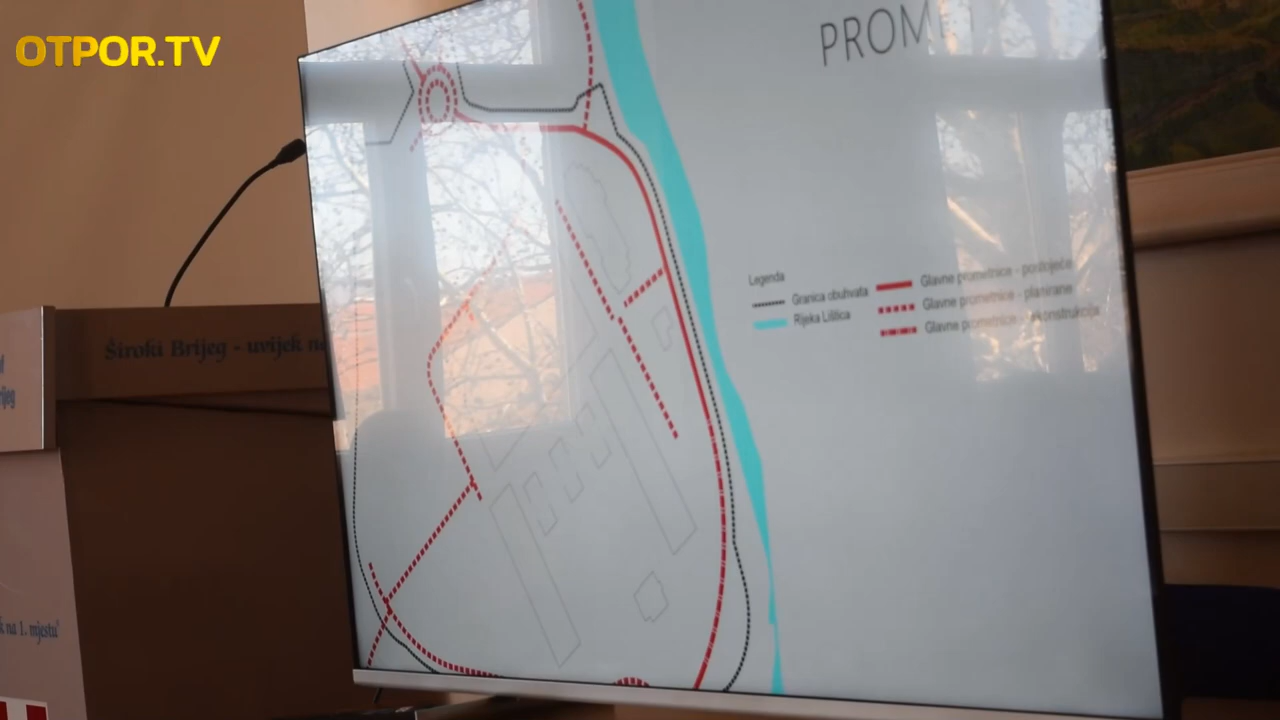 OTPOR.TV
PROMET
Legenda
Granica obuhvata
Rijeka Lištica
Glavne prometnice - postojeće
Glavne prometnice - planirane
Glavne prometnice - rekonstrukcija
Široki Brijeg - uvijek na
k na 1. mjestu"